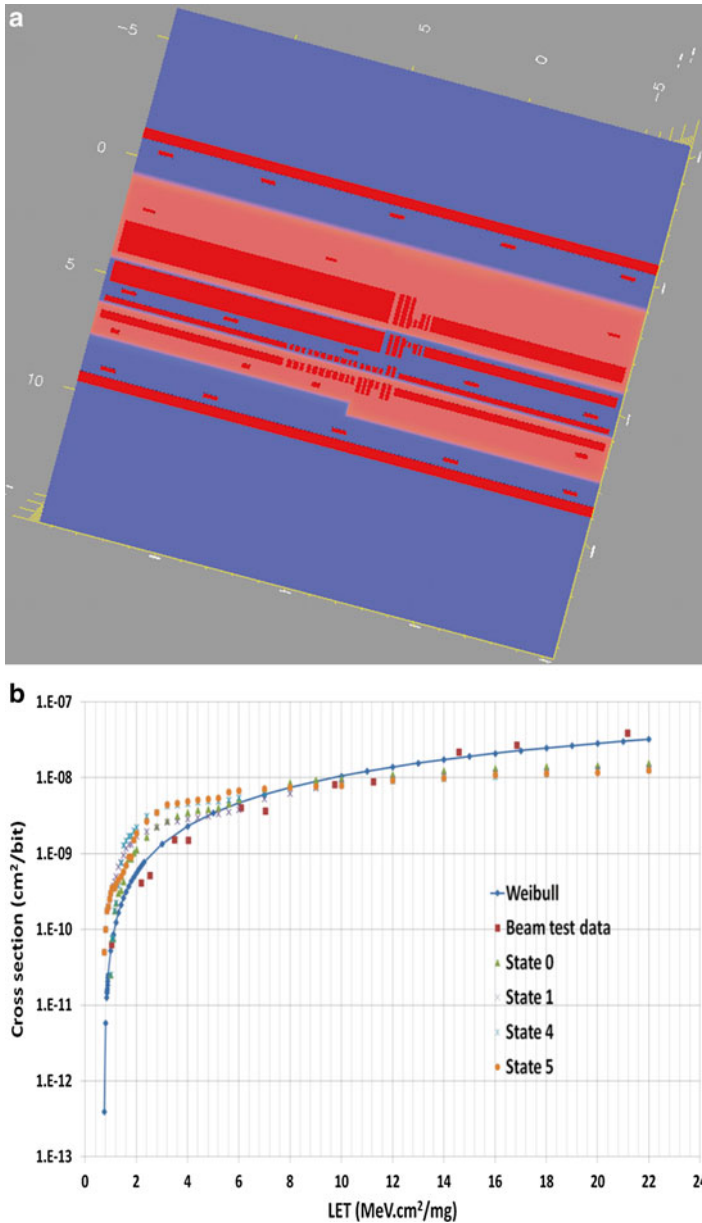 a
-5
5
0
-5
0
5
10
b
1.E-07
1.E-08
1.E-09
1.E-10
1.E-11
1.E-12
1.E-13
Cross section (cm²/bit)
Weibull
Beam test data
State 0
State 1
State 4
State 5
0 2 4 6 8 10 12 14 16 18 20 22 24
LET (MeV.cm²/mg)